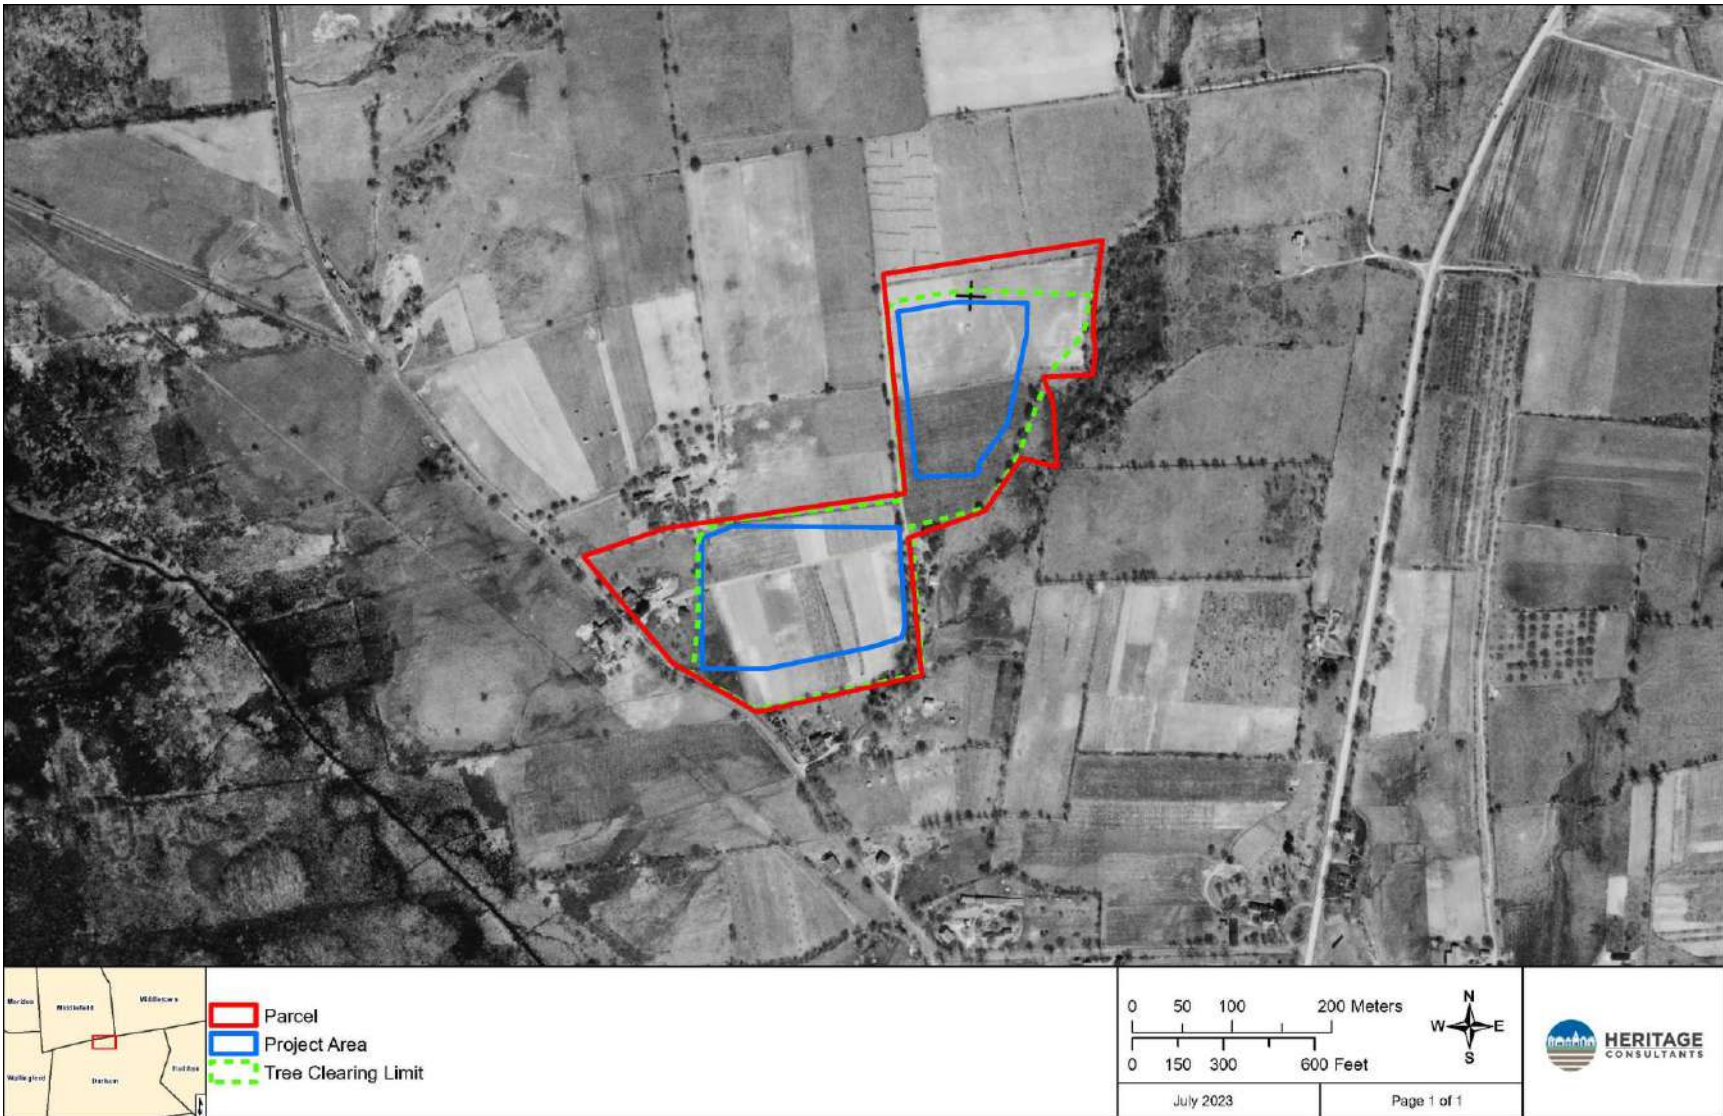 Meriden
Middlefield
Middletown
Wallingford
Durham
Haddam
Parcel
Project Area
Tree Clearing Limit
0 50 100 200 Meters
0 150 300 600 Feet
N
W E
S
July 2023
Page 1 of 1
HERITAGE
CONSULTANTS